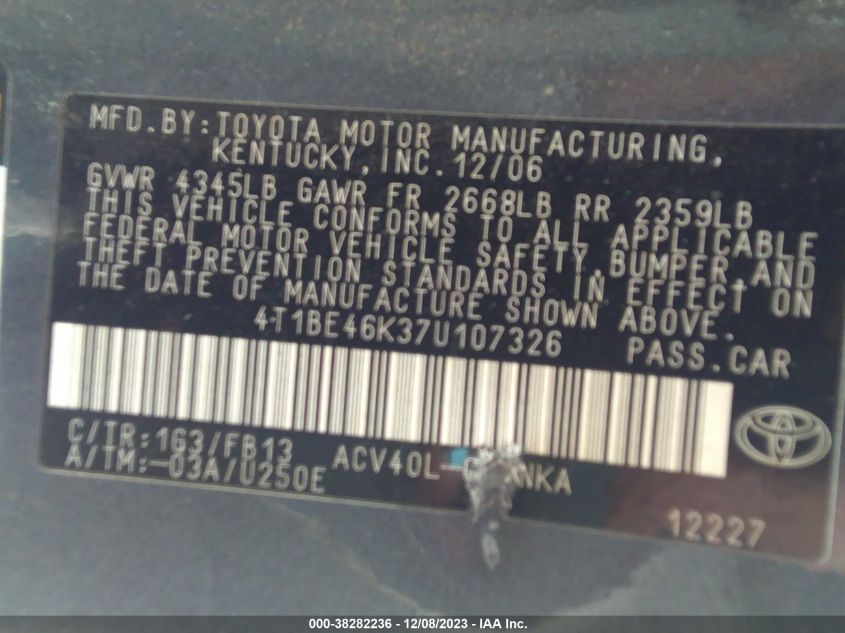 MFD.BY:TOYOTA MOTOR MANUFACTURING,
KENTUCKY,INC.12/06
GVWR 4345LB GAWR FR 2668LB RR 2359LB
THIS VEHICLE CONFORMS TO ALL APPLICABLE
FEDERAL MOTOR VEHICLE SAFETY,BUMPER,AND
THEFT PREVENTION STANDARDS IN EFFECT ON
THE DATE OF MANUFACTURE SHOWN ABOVE.
4T1BE46K37U107326 PASS.CAR
C/TR:1G3/FB13
A/TM:-03A/U250E
12227
000-38282236 - 12/08/2023 - IAA Inc.